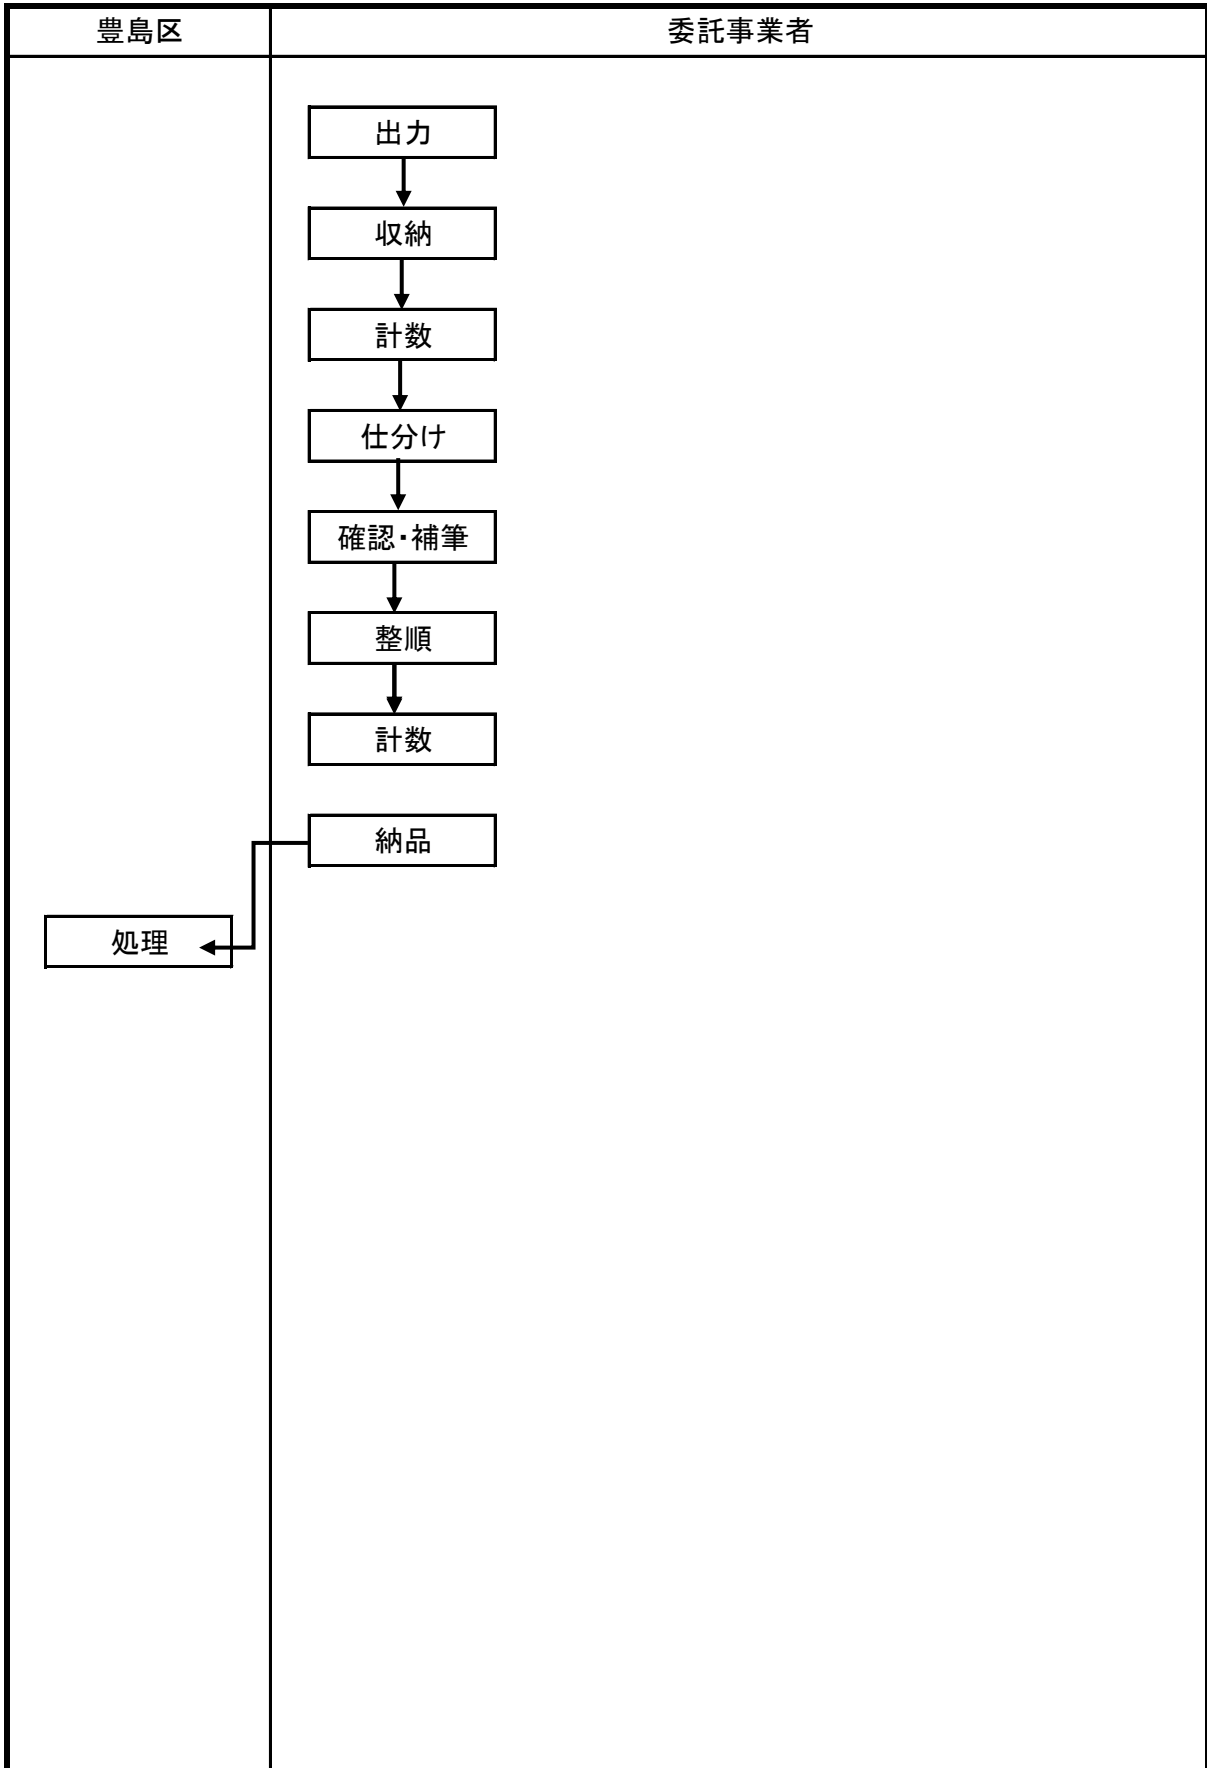 豊島区
委託事業者
出力
収納
計数
仕分け
確認・補筆
整順
計数
納品
処理